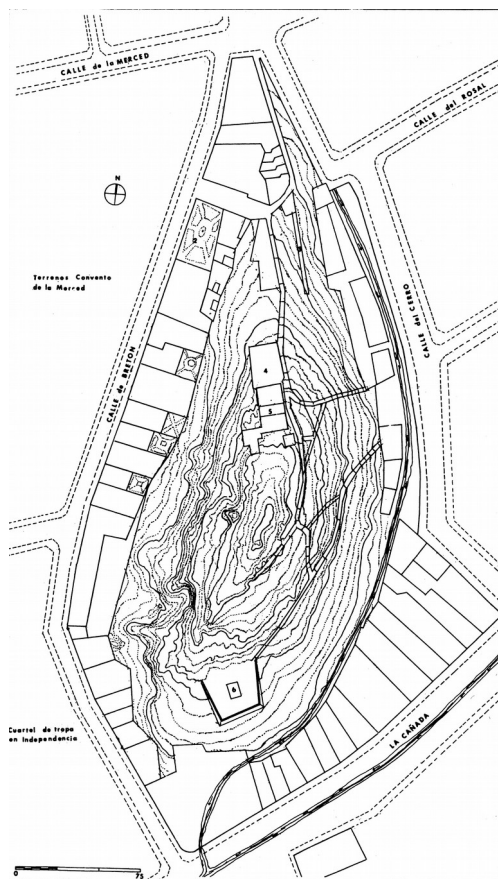 CALLE de la MERCED
CALLE del ROSAL
N
Terrenos Convento
de la Merced
CALLE del CERRO
4
CALLE de BRETON
5
6
Cuartel de tropa
en Independencia
LA CAÑADA
0
75